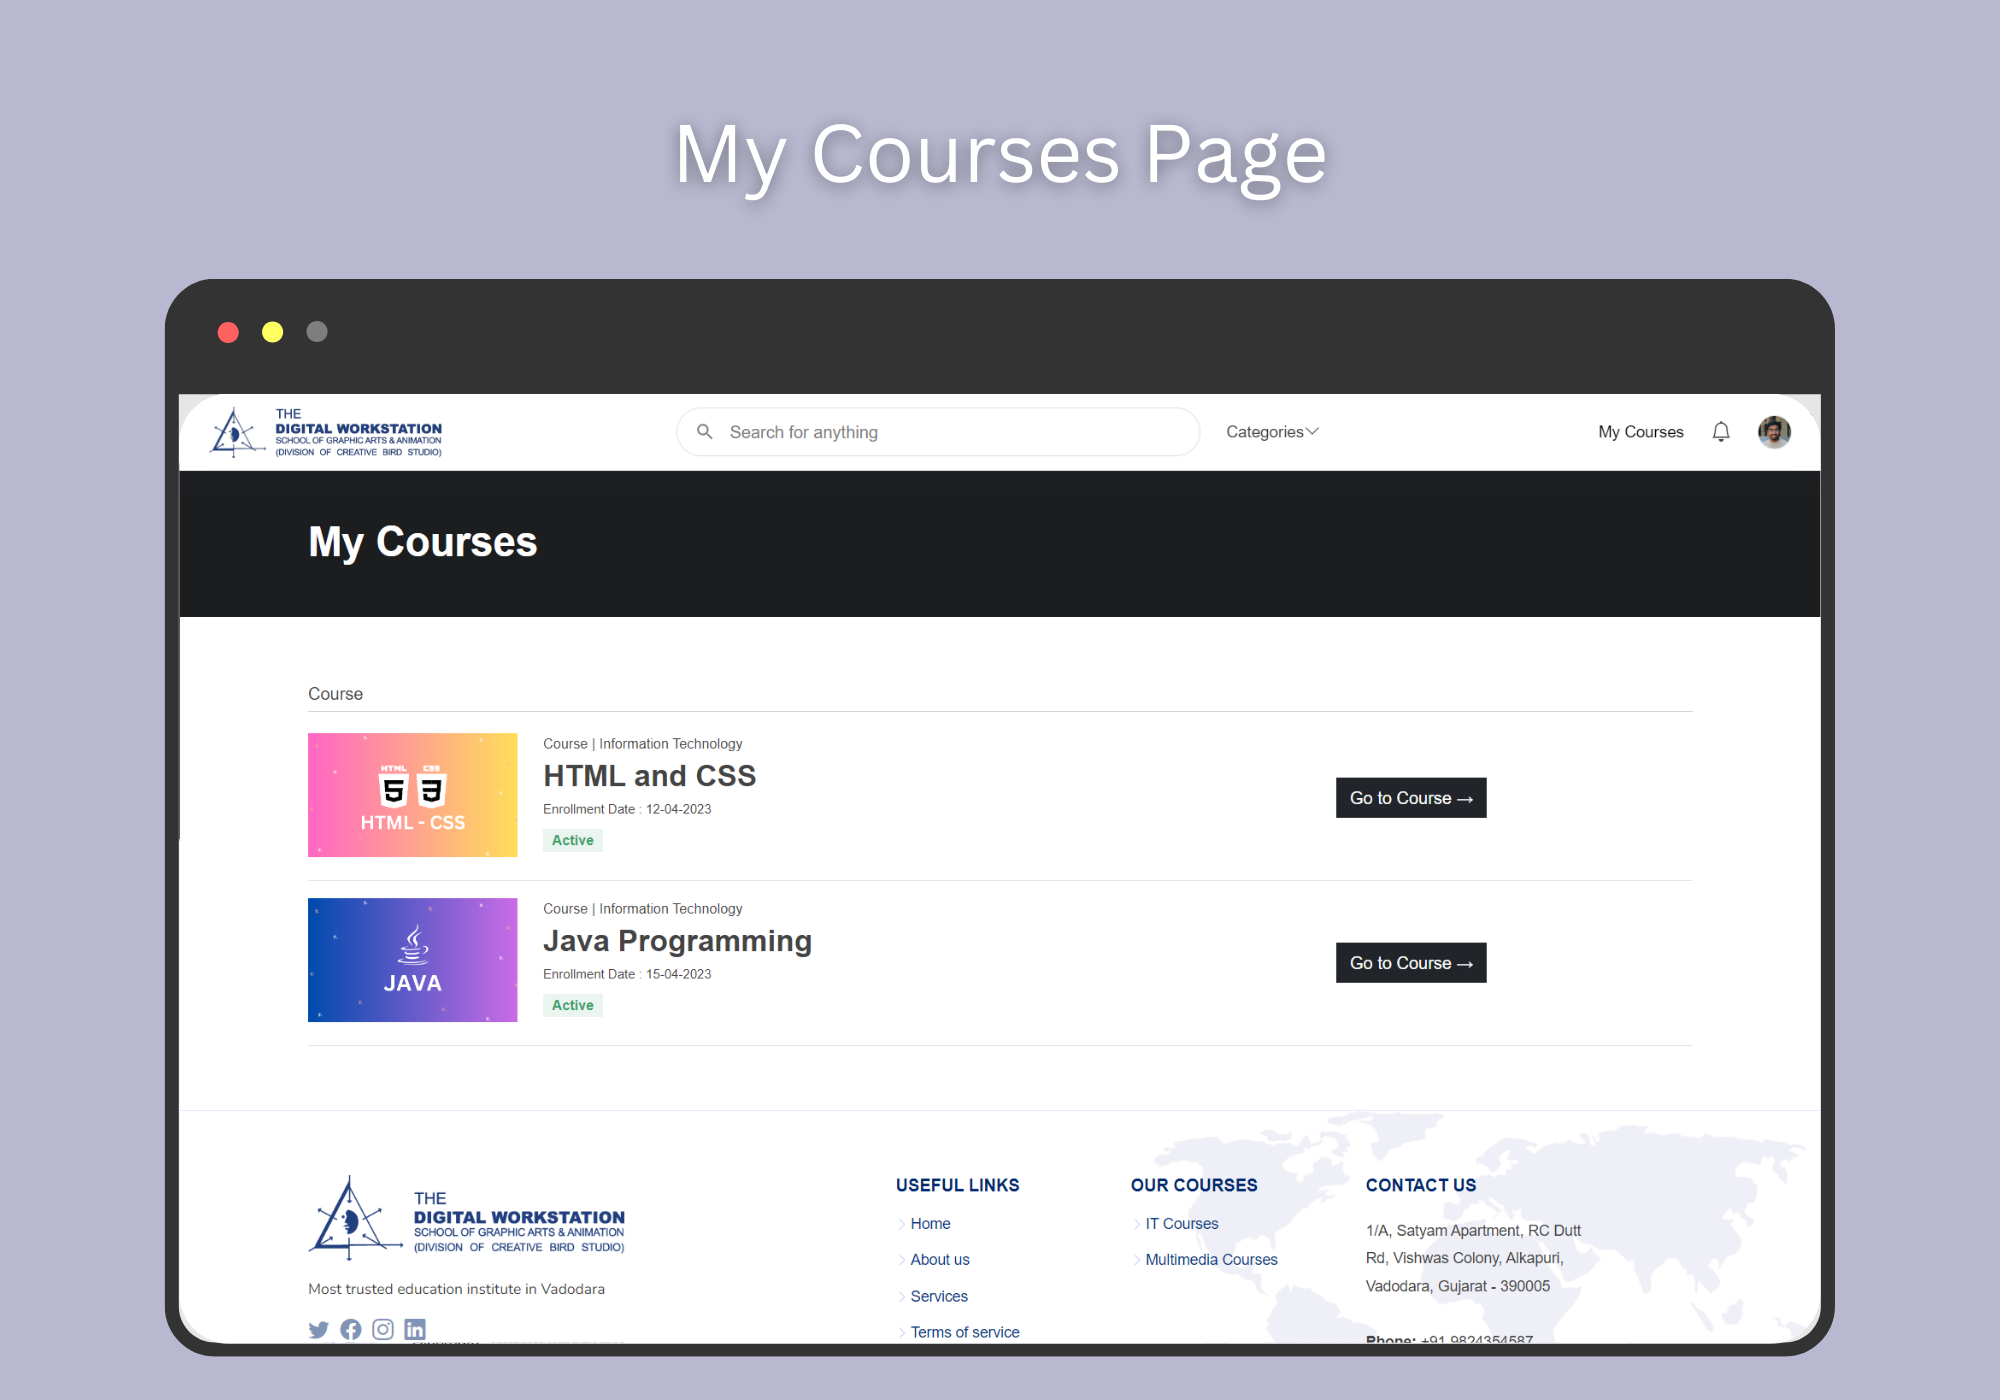 My Courses Page
THE
DIGITAL WORKSTATION
SCHOOL OF GRAPHIC ARTS & ANIMATION
(DIVISION OF CREATIVE BIRD STUDIO)
Search for anything
Categories
My Courses
My Courses
Course
HTML CSS
5 3
HTML - CSS
Course | Information Technology
HTML and CSS
Enrollment Date : 12-04-2023
Active
Go to Course →
JAVA
Course | Information Technology
Java Programming
Enrollment Date : 15-04-2023
Active
Go to Course →
THE
DIGITAL WORKSTATION
SCHOOL OF GRAPHIC ARTS & ANIMATION
(DIVISION OF CREATIVE BIRD STUDIO)
Most trusted education institute in Vadodara
USEFUL LINKS
Home
About us
Services
Terms of service
OUR COURSES
IT Courses
Multimedia Courses
CONTACT US
1/A, Satyam Apartment, RC Dutt
Rd, Vishwas Colony, Alkapuri,
Vadodara, Gujarat - 390005
Phone: +91 9824354587